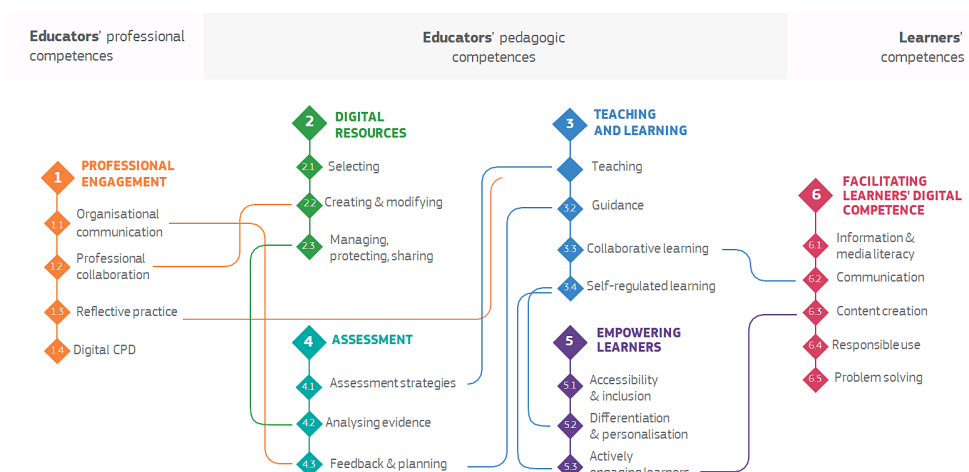 Educators' professional
competences
Educators' pedagogic
competences
Learners'
competences
1
PROFESSIONAL
ENGAGEMENT
1.1
Organisational
communication
1.2
Professional
collaboration
1.3
Reflective practice
1.4
Digital CPD
2
DIGITAL
RESOURCES
2.1
Selecting
2.2
Creating & modifying
2.3
Managing,
protecting, sharing
4
ASSESSMENT
4.1
Assessment strategies
4.2
Analysing evidence
4.3
Feedback & planning
3
TEACHING
AND LEARNING
Teaching
3.2
Guidance
3.3
Collaborative learning
3.4
Self-regulated learning
5
EMPOWERING
LEARNERS
5.1
Accessibility
& inclusion
5.2
Differentiation
& personalisation
5.3
Actively
engaging learners
6
FACILITATING
LEARNERS' DIGITAL
COMPETENCE
6.1
Information &
media literacy
6.2
Communication
6.3
Content creation
6.4
Responsible use
6.5
Problem solving